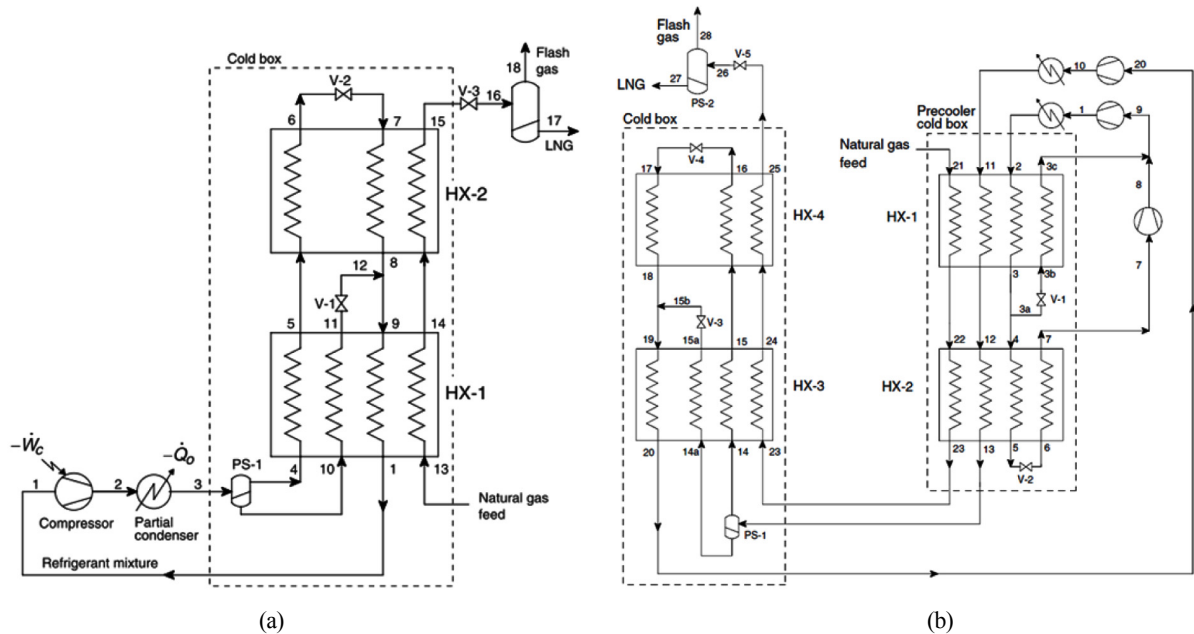 Cold box
18
Flash
gas
V-2
V-3
16
6
7
15
17
LNG
HX-2
12
8
V-1
5
11
9
14
HX-1
−Ẇc
−Q̇o
PS-1
1
2
3
4
10
1
13
Compressor
Partial
condenser
Natural gas
feed
Refrigerant mixture
(a)
Flash
gas
28
V-5
27
26
LNG
PS-2
Cold box
V-4
17
16
25
HX-4
18
15b
V-3
19
15a
15
24
HX-3
20
14a
14
23
PS-1
10
20
Precooler
cold box
1
9
Natural gas
feed
21
11
2
3c
8
HX-1
7
3
3b
3a
V-1
22
12
4
7
HX-2
23
13
5
6
V-2
(b)